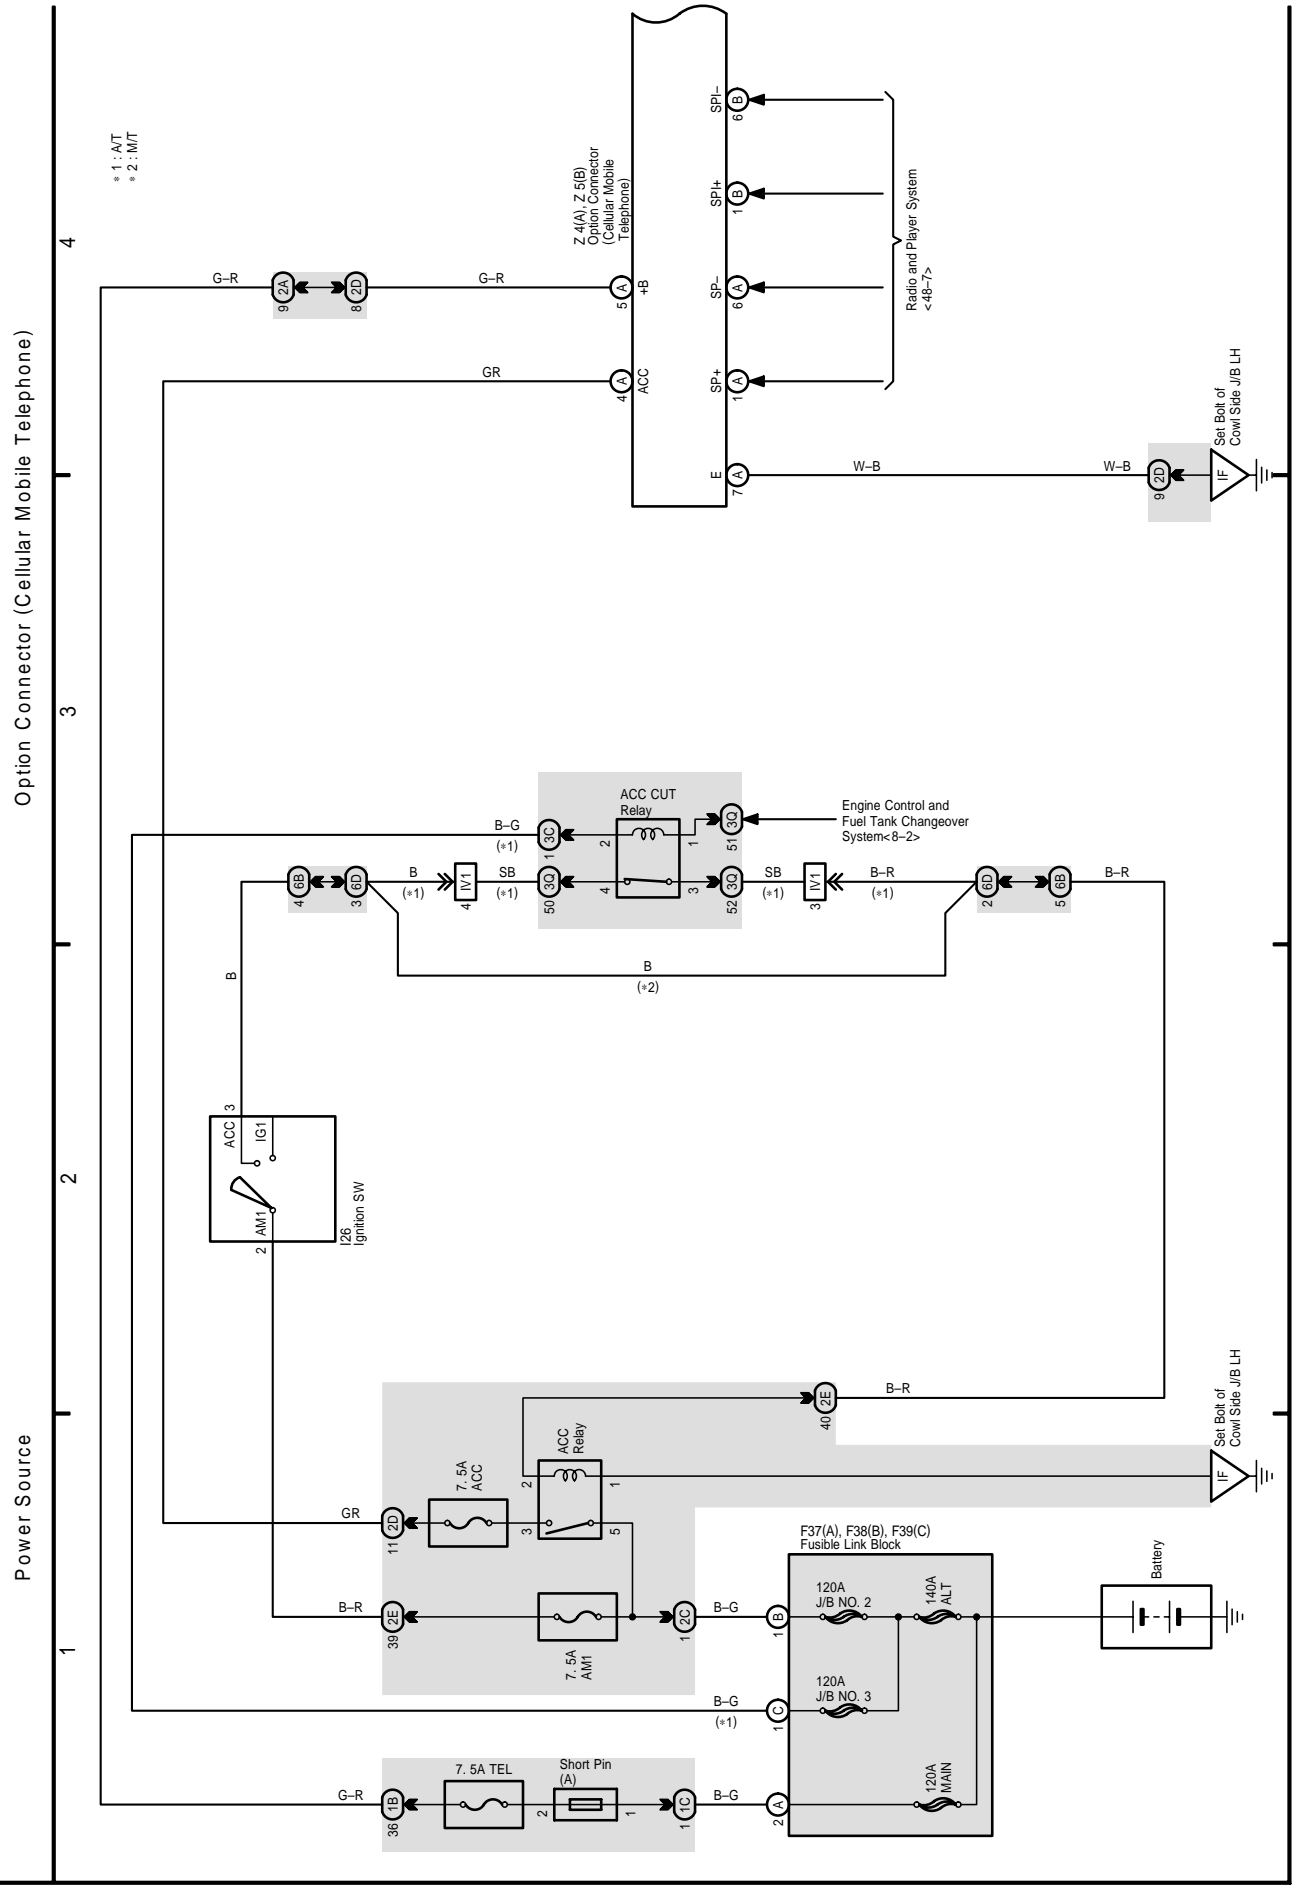 Option Connector (Cellular Mobile Telephone)
Power Source
4
3
2
1
* 1 : A/T
* 2 : M/T
Z 4(A), Z 5(B)
Option Connector
(Cellular Mobile
Telephone)
SPI–
6 B
SPI+
1 B
SP–
6 A
SP+
1 A
Radio and Player System
<48–7>
G–R
9 2A
8 2D
G–R
5 A
+B
GR
4 A
ACC
E
7 A
W–B
W–B
9 2D
IF
Set Bolt of
Cowl Side J/B LH
B–G
(*1)
1 3C
ACC CUT
Relay
2
1
4
3
51 3Q
Engine Control and
Fuel Tank Changeover
System<8–2>
4 6B
3 6D
B
(*1)
4 IV1
SB
(*1)
50 3Q
52 3Q
SB
(*1)
3 IV1
B–R
(*1)
2 6D
5 6B
B–R
B
B
(*2)
ACC 3
IG1
2 AM1
I26
Ignition SW
40 2E
B–R
GR
11 2D
7. 5A
ACC
ACC
Relay
2
1
3
5
IF
Set Bolt of
Cowl Side J/B LH
B–R
39 2E
7. 5A
AM1
1 2C
B–G
1 B
F37(A), F38(B), F39(C)
Fusible Link Block
120A
J/B NO. 2
140A
ALT
Battery
B–G
(*1)
1 C
120A
J/B NO. 3
120A
MAIN
G–R
36 1B
7. 5A TEL
Short Pin
(A)
2
1
1 1C
B–G
2 A